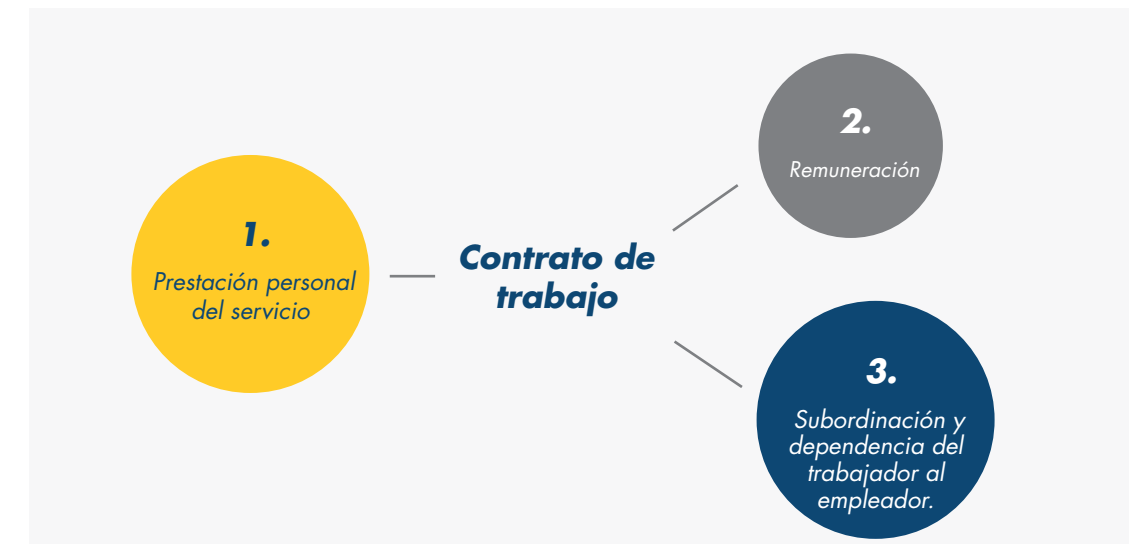 1.
Prestación personal
del servicio
Contrato de
trabajo
2.
Remuneración
3.
Subordinación y
dependencia del
trabajador al
empleador.